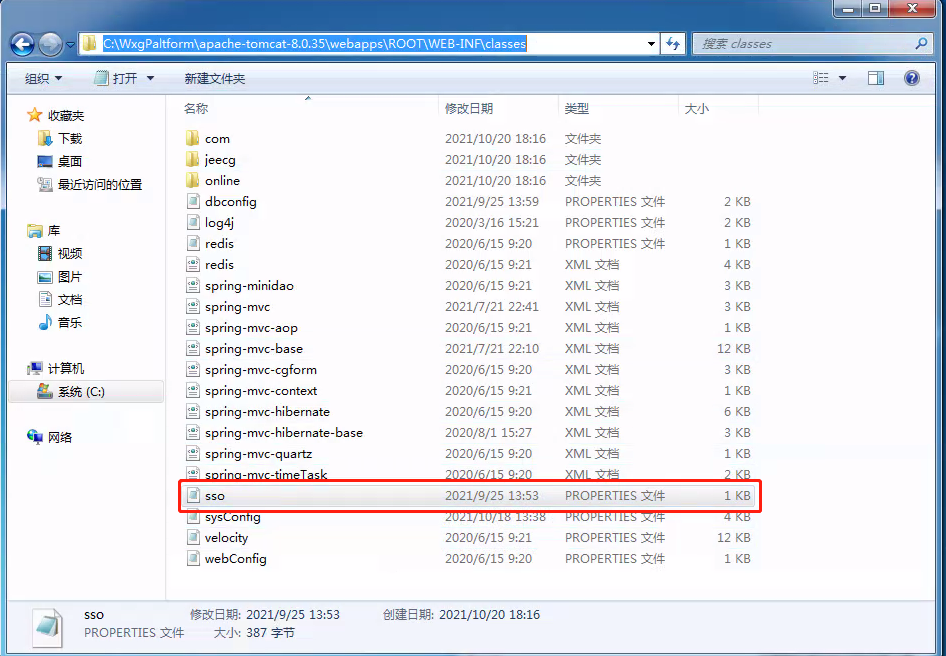 C:\WxgPaltform\apache-tomcat-8.0.35\webapps\ROOT\WEB-INF\classes
搜索 classes
组织 打开 新建文件夹
收藏夹
下载
桌面
最近访问的位置
库
视频
图片
文档
音乐
计算机
系统 (C:)
网络
名称 修改日期 类型 大小
com 2021/10/20 18:16 文件夹
jeecg 2021/10/20 18:16 文件夹
online 2021/10/20 18:16 文件夹
dbconfig 2021/9/25 13:59 PROPERTIES 文件 2 KB
log4j 2020/3/16 15:21 PROPERTIES 文件 2 KB
redis 2020/6/15 9:20 PROPERTIES 文件 1 KB
redis 2020/6/15 9:21 XML 文档 4 KB
spring-minidao 2020/6/15 9:21 XML 文档 3 KB
spring-mvc 2021/7/21 22:41 XML 文档 3 KB
spring-mvc-aop 2020/6/15 9:21 XML 文档 1 KB
spring-mvc-base 2021/7/21 22:10 XML 文档 12 KB
spring-mvc-cgform 2020/6/15 9:20 XML 文档 3 KB
spring-mvc-context 2020/6/15 9:21 XML 文档 1 KB
spring-mvc-hibernate 2020/6/15 9:20 XML 文档 6 KB
spring-mvc-hibernate-base 2020/8/1 15:27 XML 文档 3 KB
spring-mvc-quartz 2020/6/15 9:20 XML 文档 1 KB
spring-mvc-timeTask 2020/6/15 9:20 XML 文档 2 KB
sso 2021/9/25 13:53 PROPERTIES 文件 1 KB
sysConfig 2021/10/18 13:38 PROPERTIES 文件 4 KB
velocity 2020/6/15 9:21 PROPERTIES 文件 12 KB
webConfig 2020/6/15 9:20 PROPERTIES 文件 1 KB
sso 修改日期: 2021/9/25 13:53 创建日期: 2021/10/20 18:16
PROPERTIES 文件 大小: 387 字节